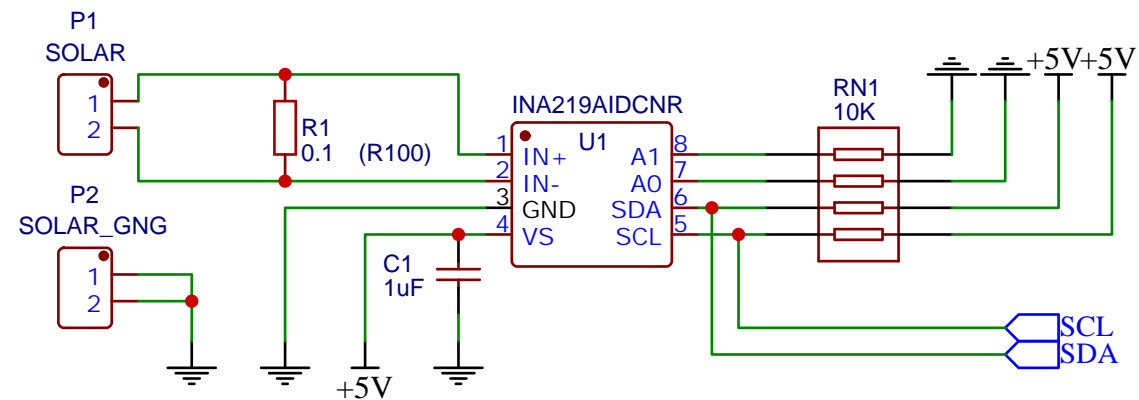 P1
SOLAR
1
2
R1
0.1 (R100)
P2
SOLAR_GNG
1
2
INA219AIDCNR
U1
1 IN+ A1 8
2 IN- A0 7
3 GND SDA 6
4 VS SCL 5
C1
1uF
+5V
RN1
10K
+5V+5V
SCL
SDA